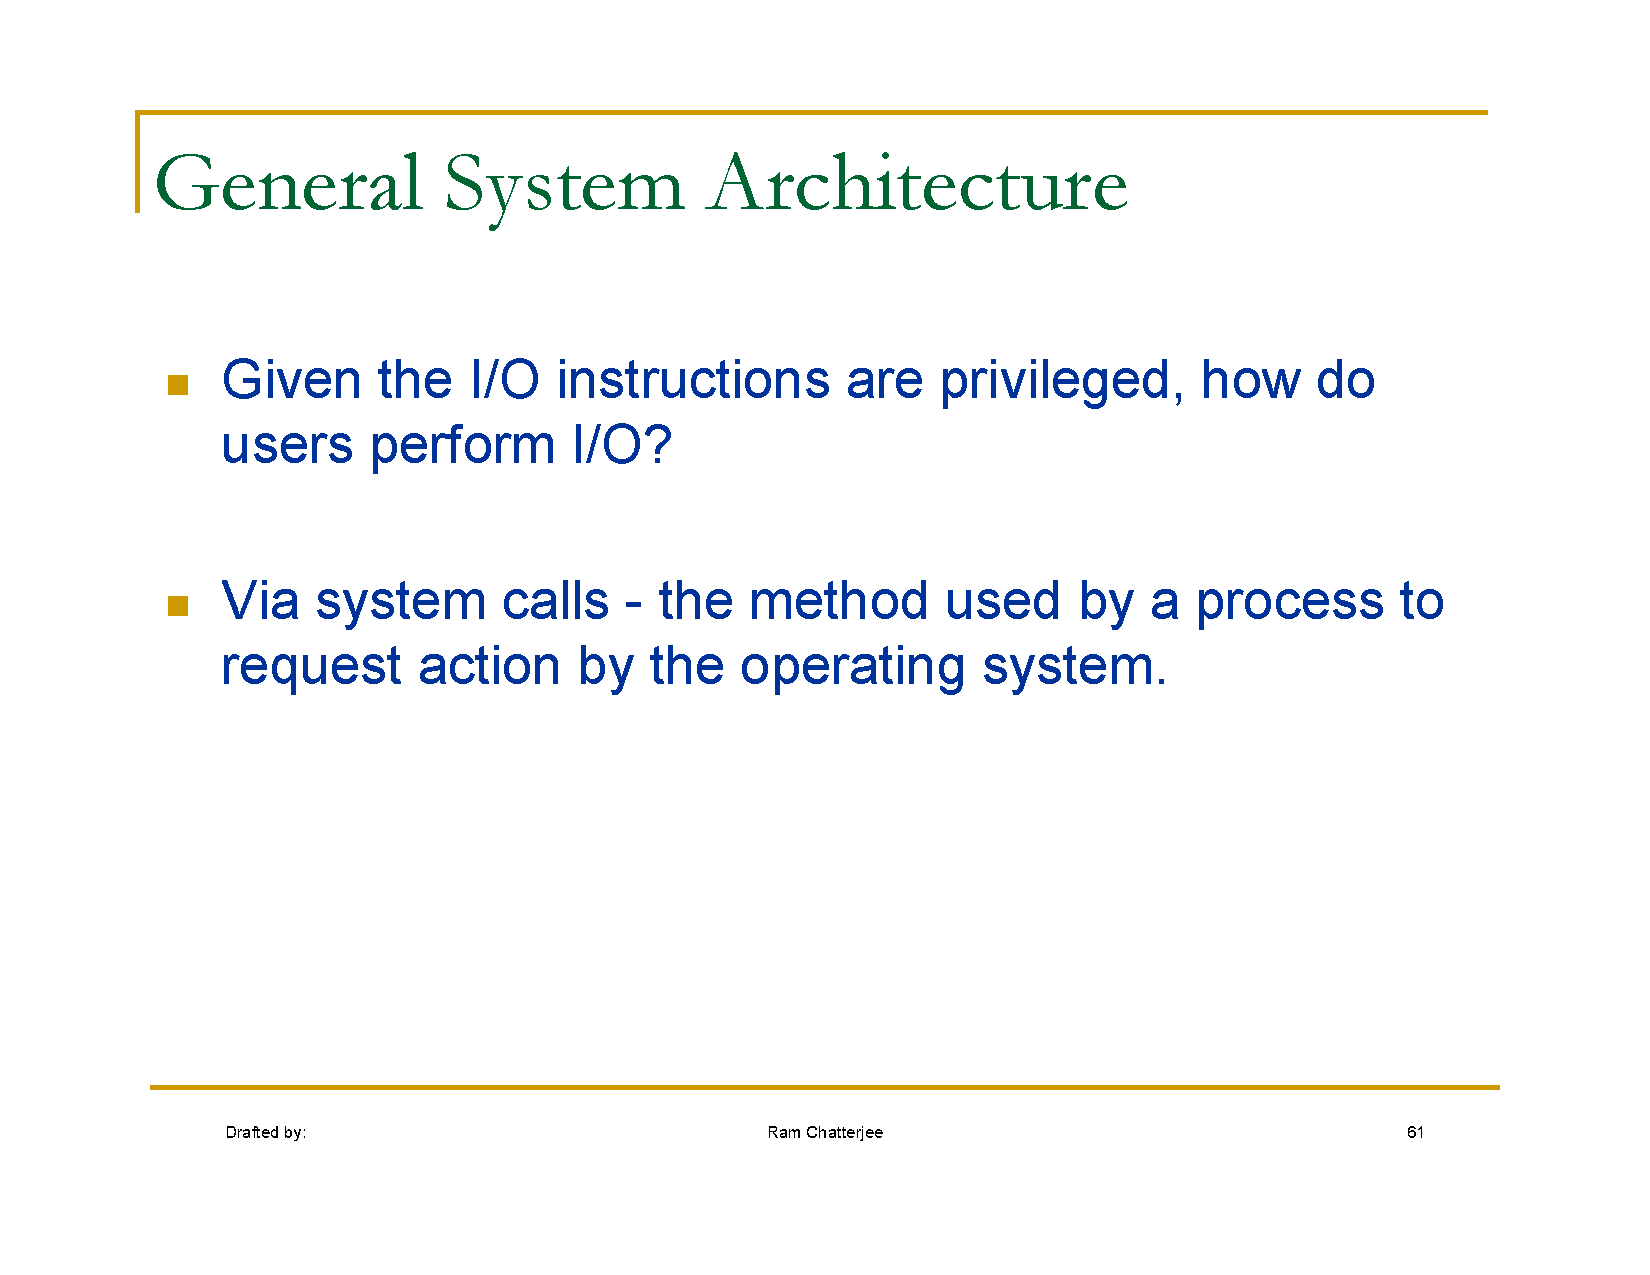 General System Architecture
Given the I/O instructions are privileged, how do
users perform I/O?
Via system calls - the method used by a process to
request action by the operating system.
Drafted by: Ram Chatterjee 61